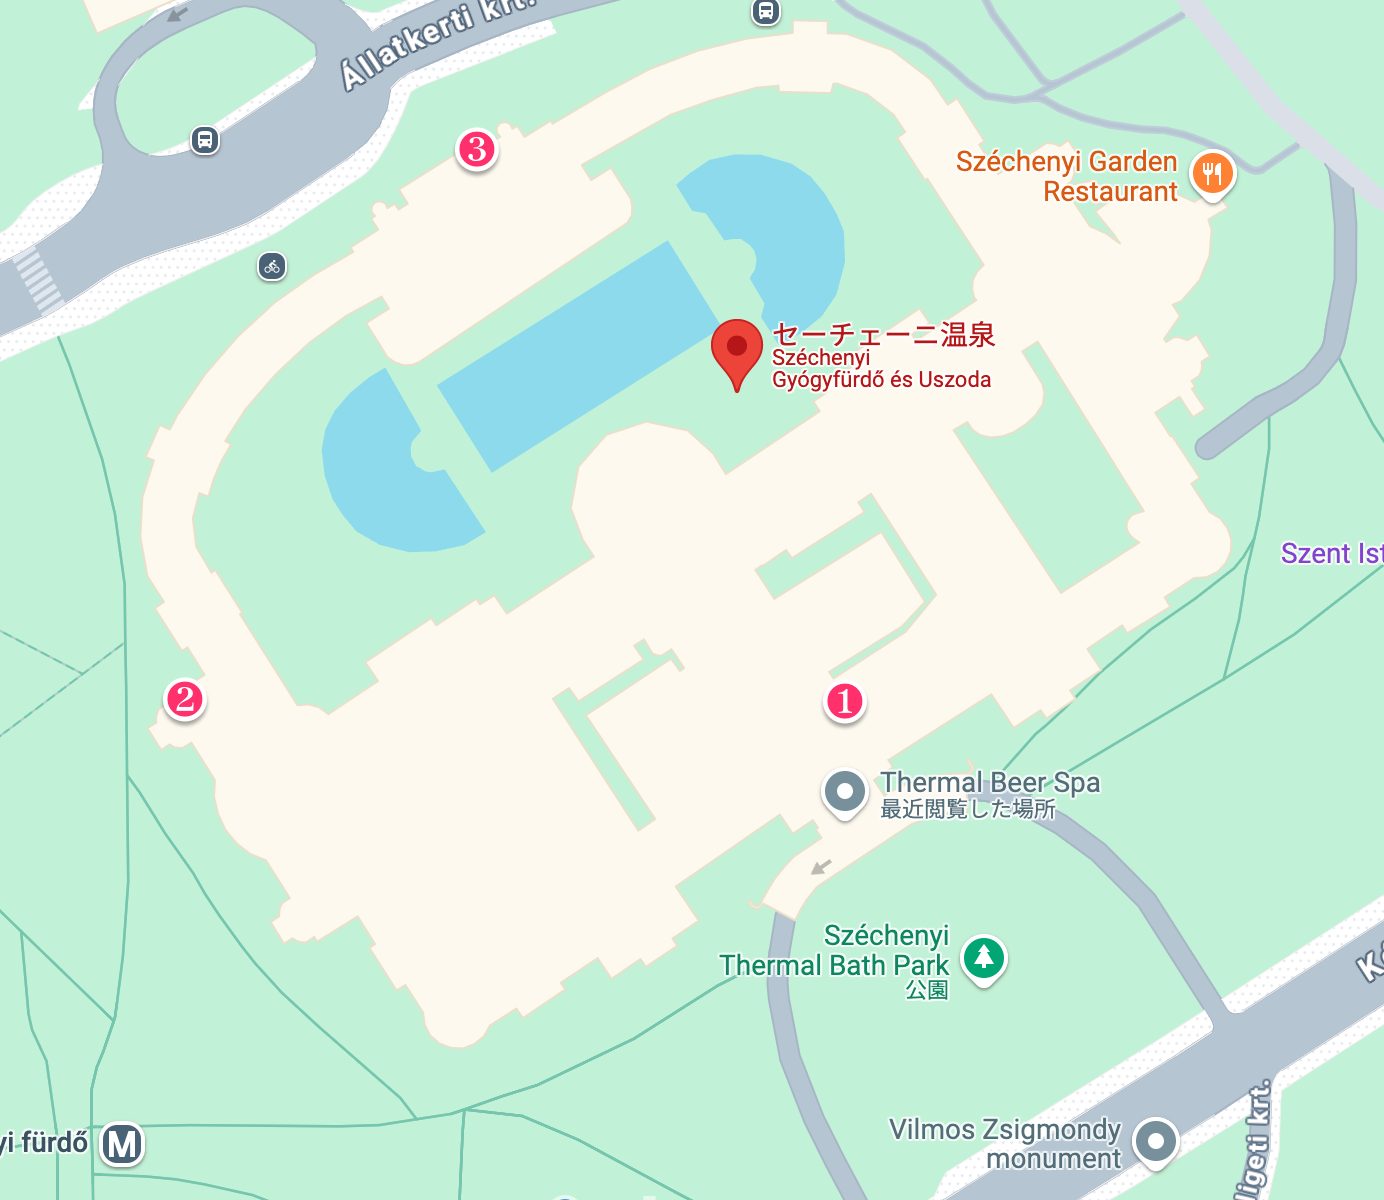 Állatkerti krt.
3
Széchenyi Garden
Restaurant
セーチェーニ温泉
Széchenyi
Gyógyfürdő és Uszoda
Szent Ist
2
1
Thermal Beer Spa
最近閲覧した場所
Széchenyi
Thermal Bath Park
公園
Ká
Vilmos Zsigmondy
monument
yi fürdő M
ligeti krt.